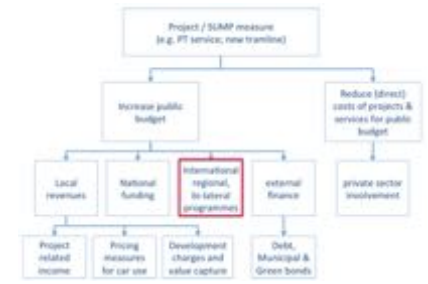 Project / SUMP measure
(e.g. PT service; new tramline)
Increase public
budget
Reduce (direct)
costs of projects &
services for public
budget
Local
revenues
National
funding
International
regional,
bi-lateral
programmes
external
finance
private sector
involvement
Project
related
income
Pricing
measures
for car use
Development
charges and
value capture
Debt,
Municipal &
Green bonds